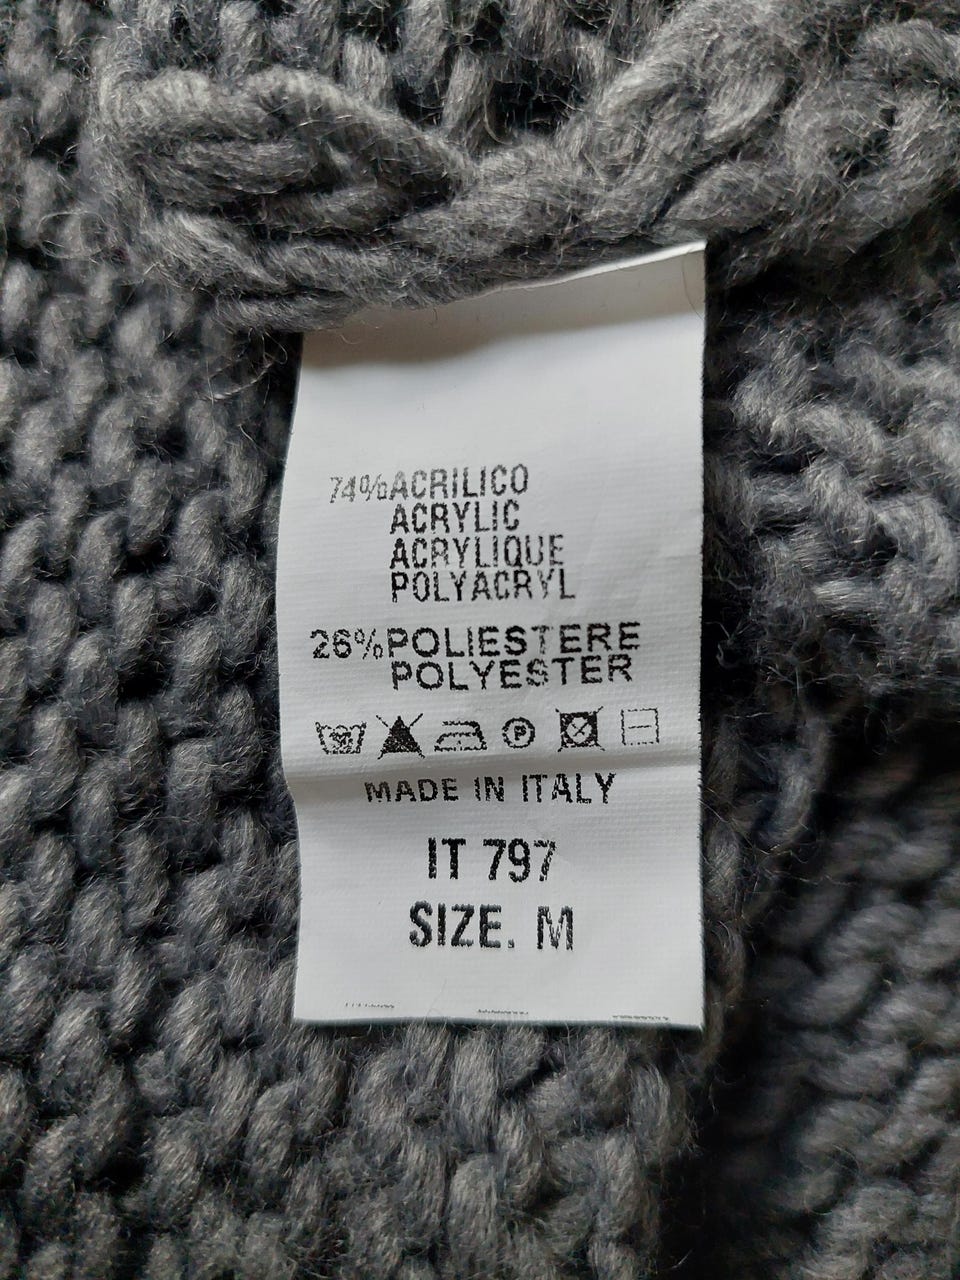 74% ACRILICO
ACRYLIC
ACRYLIQUE
POLYACRYL
26% POLIESTERE
POLYESTER
P
MADE IN ITALY
IT 797
SIZE. M